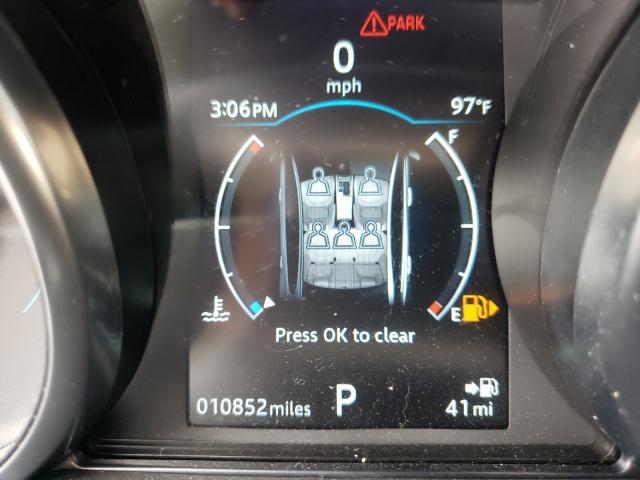 PARK
0
mph
3:06PM
97°F
F
E
Press OK to clear
010852miles
P
41mi